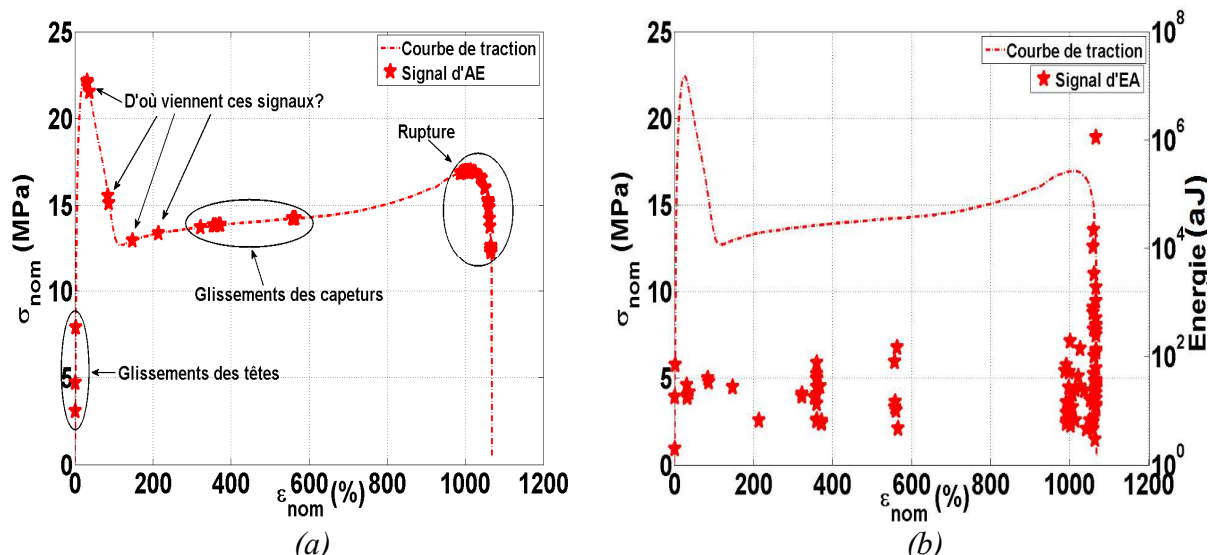 25
20
15
10
5
0
σnom (MPa)
Courbe de traction
Signal d'AE
D'où viennent ces signaux?
Rupture
Glissements des capeturs
Glissements des têtes
0 200 400 600 800 1000 1200
εnom (%)
(a)
25
20
15
10
5
0
σnom (MPa)
Courbe de traction
Signal d'EA
10^8
10^6
10^4
10^2
10^0
Energie (aJ)
0 200 400 600 800 1000 1200
εnom (%)
(b)